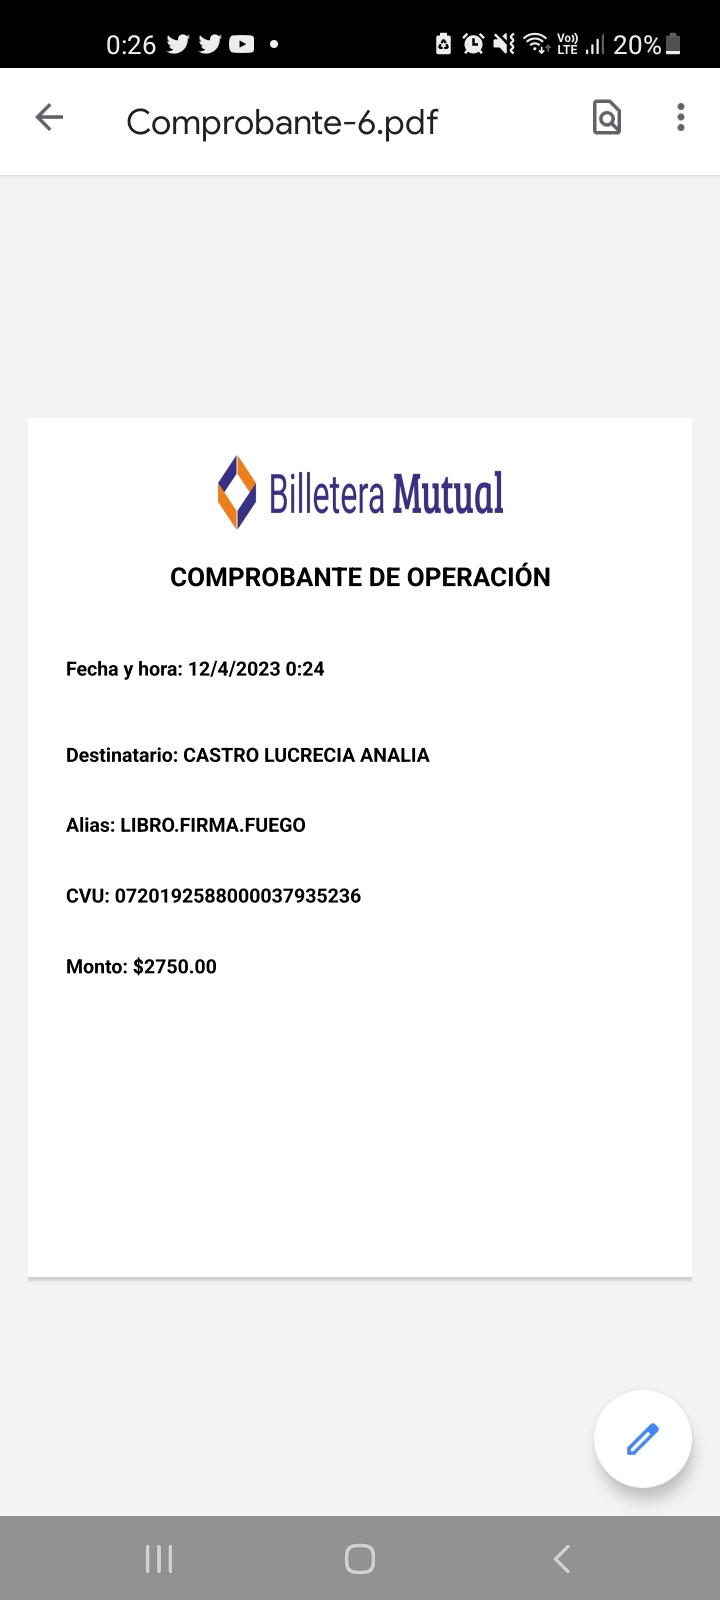 0:26
Vo)) LTE 20%
Comprobante-6.pdf
Billetera Mutual
COMPROBANTE DE OPERACIÓN
Fecha y hora: 12/4/2023 0:24
Destinatario: CASTRO LUCRECIA ANALIA
Alias: LIBRO.FIRMA.FUEGO
CVU: 0720192588000037935236
Monto: $2750.00